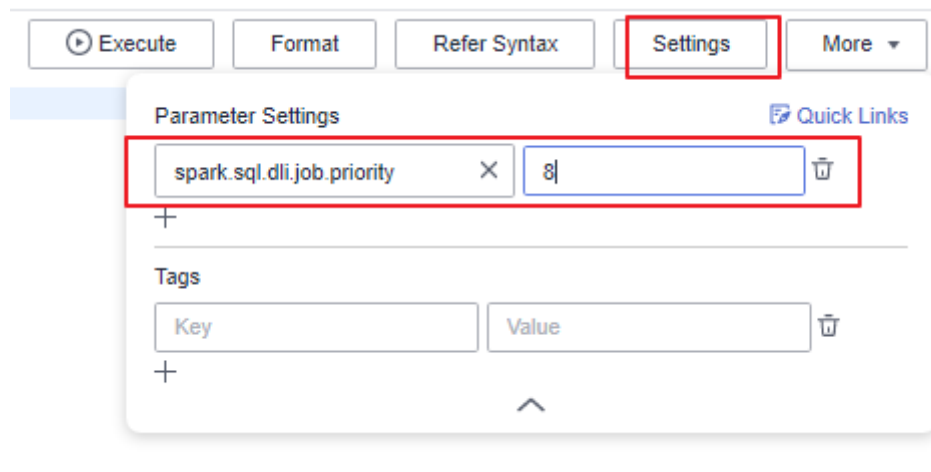 Execute Format Refer Syntax Settings More
Parameter Settings Quick Links
spark.sql.dli.job.priority 8
Tags
Key Value